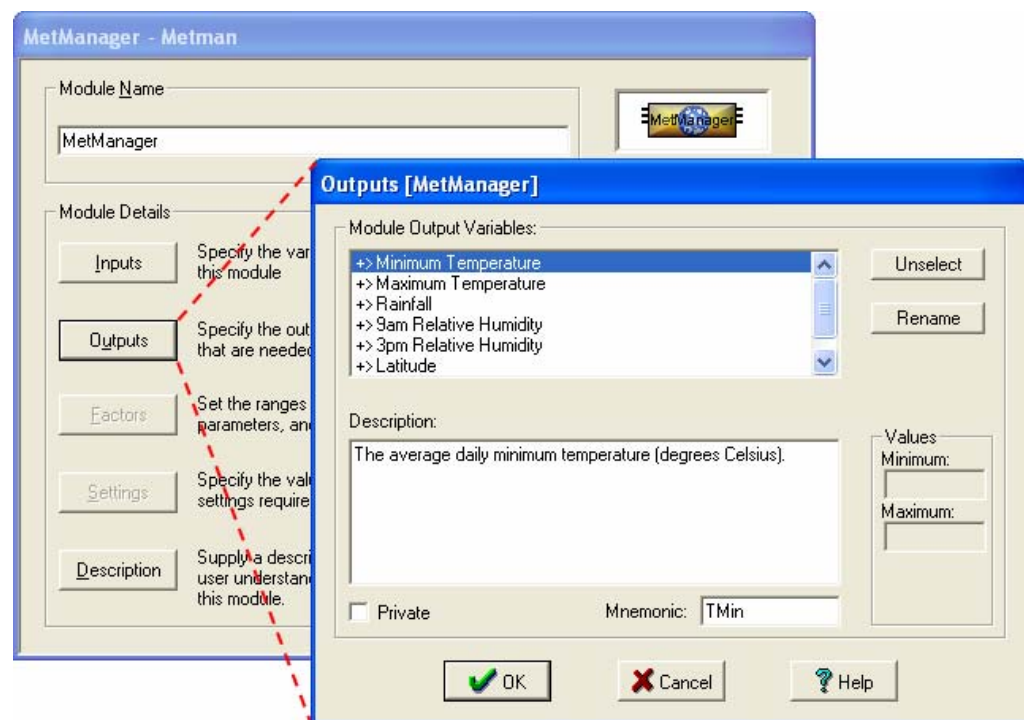 MetManager - Metman
Module Name
MetManager
MetManager
Module Details
Inputs
Specify the var
this module
Outputs
Specify the out
that are needed
Factors
Set the ranges
parameters, and
Settings
Specify the val
settings require
Description
Supply a descri
user understan
this module.
Outputs [MetManager]
Module Output Variables:
+> Minimum Temperature
+> Maximum Temperature
+> Rainfall
+> 9am Relative Humidity
+> 3pm Relative Humidity
+> Latitude
Unselect
Rename
Description:
The average daily minimum temperature (degrees Celsius).
Values
Minimum:
Maximum:
Private
Mnemonic: TMin
OK
Cancel
Help